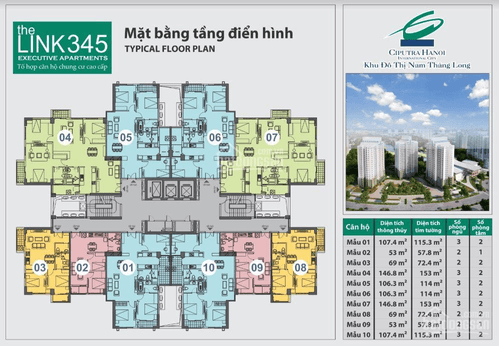 the
LINK345
EXECUTIVE APARTMENTS
Tổ hợp căn hộ chung cư cao cấp
Mặt bằng tầng điển hình
TYPICAL FLOOR PLAN
CIPUTRA HANOI
INTERNATIONAL CITY
Khu Đô Thị Nam Thăng Long
04
05
06
07
03
02
01
10
09
08
Căn hộ Diện tích thông thủy Diện tích tim tường Số phòng ngủ Số phòng tắm
Mẫu 01 107.4 m² 115.3 m² 3 2
Mẫu 02 53 m² 57.8 m² 2 1
Mẫu 03 69 m² 72.4 m² 2 2
Mẫu 04 146.8 m² 153 m² 3 2
Mẫu 05 106.3 m² 114 m² 3 2
Mẫu 06 106.3 m² 114 m² 3 2
Mẫu 07 146.8 m² 153 m² 3 2
Mẫu 08 69 m² 72.4 m² 2 2
Mẫu 09 53 m² 57.8 m² 2
Mẫu 10 107.4 m² 115.3 m² 3 2